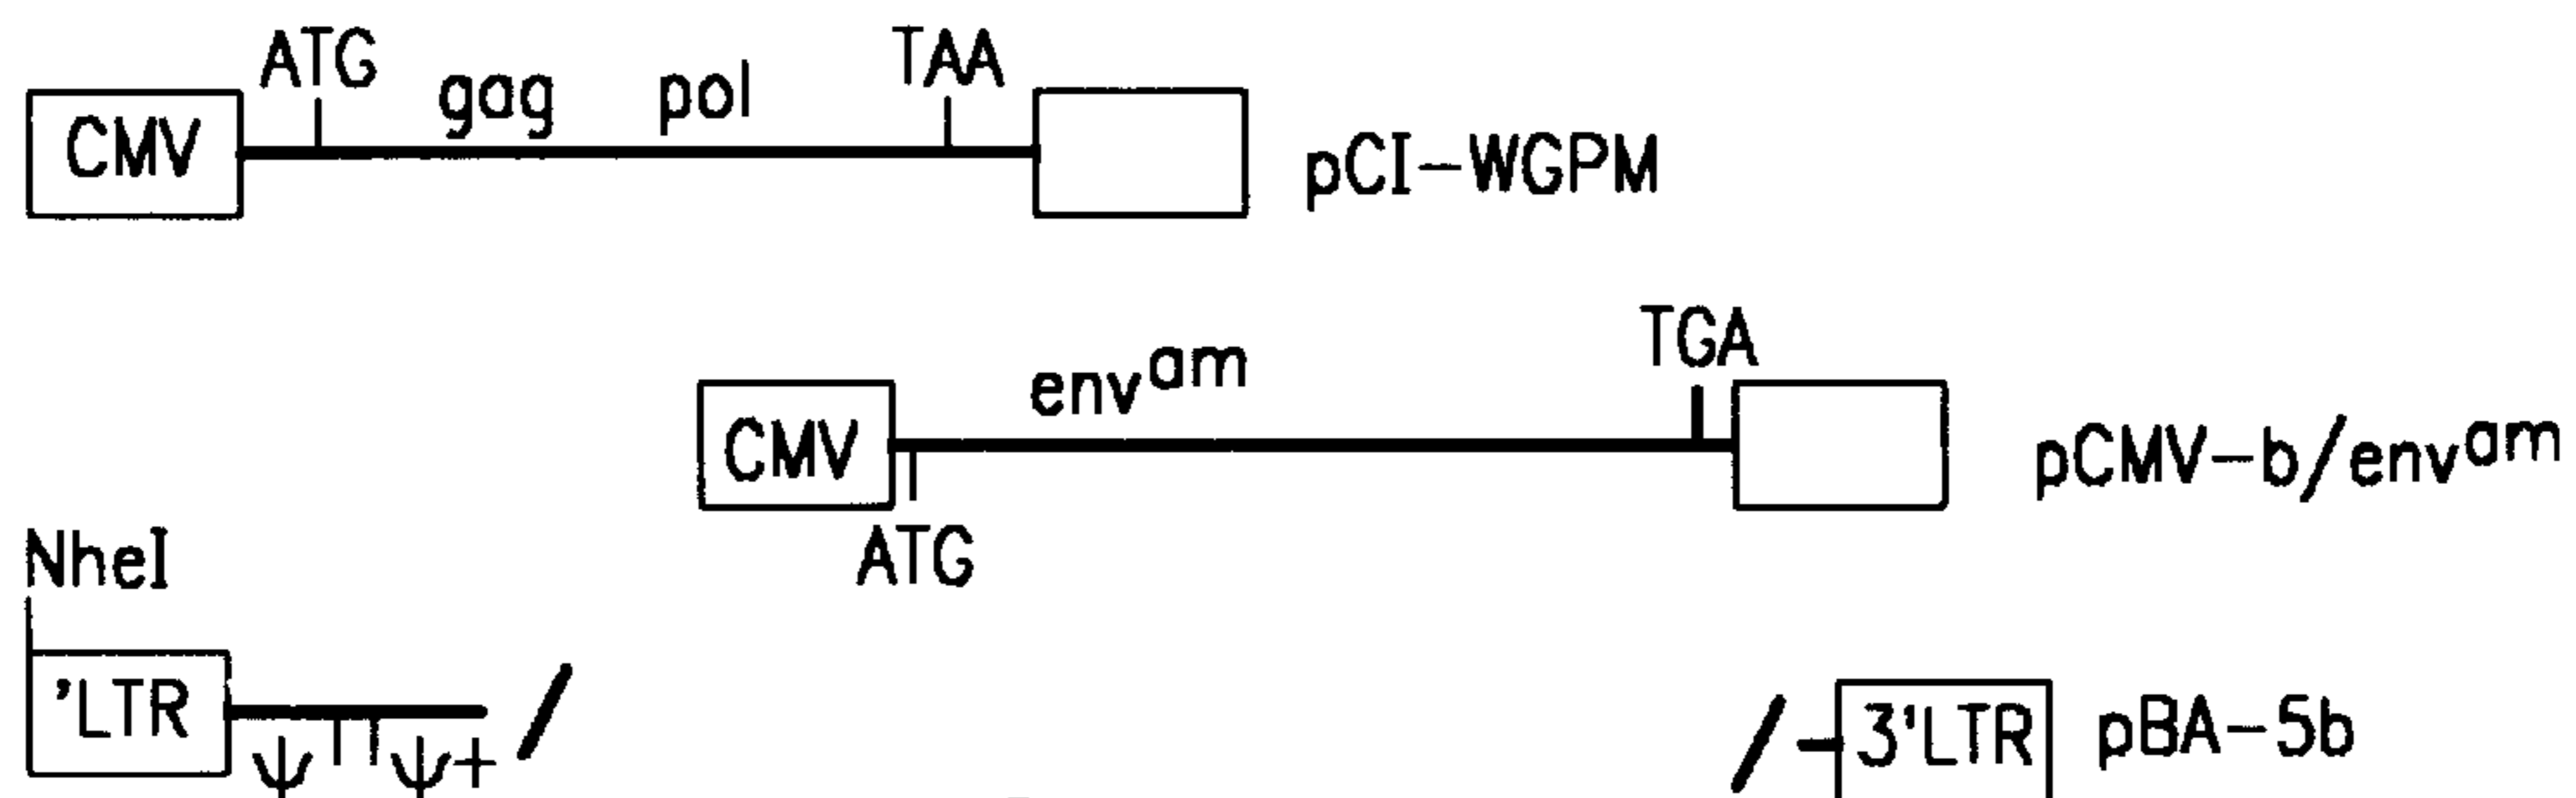 ATG gag pol TAA
CMV pCI-WGPM
env^am TGA
CMV pCMV-b/env^am
ATG
NheI
'LTR 3'LTR pBA-5b
Ψ Ψ+